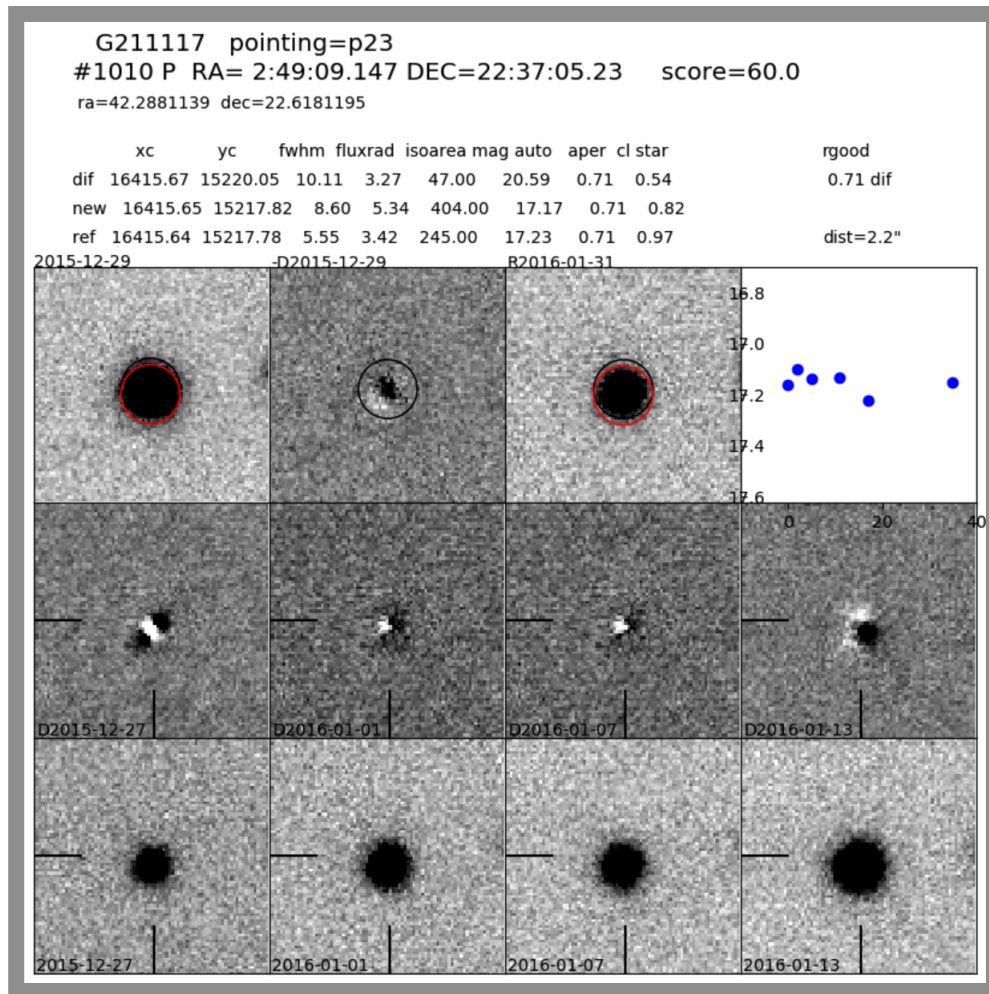 G211117 pointing=p23
#1010 P RA= 2:49:09.147 DEC=22:37:05.23 score=60.0
ra=42.2881139 dec=22.6181195
xc yc fwhm fluxrad isoarea mag auto aper cl star rgood
dif 16415.67 15220.05 10.11 3.27 47.00 20.59 0.71 0.54 0.71 dif
new 16415.65 15217.82 8.60 5.34 404.00 17.17 0.71 0.82
ref 16415.64 15217.78 5.55 3.42 245.00 17.23 0.71 0.97 dist=2.2"
2015-12-29 -D2015-12-29 R2016-01-31
16.8
17.0
17.2
17.4
17.6
0 20 40
D2015-12-27 D2016-01-01 D2016-01-07 D2016-01-13
2015-12-27 2016-01-01 2016-01-07 2016-01-13